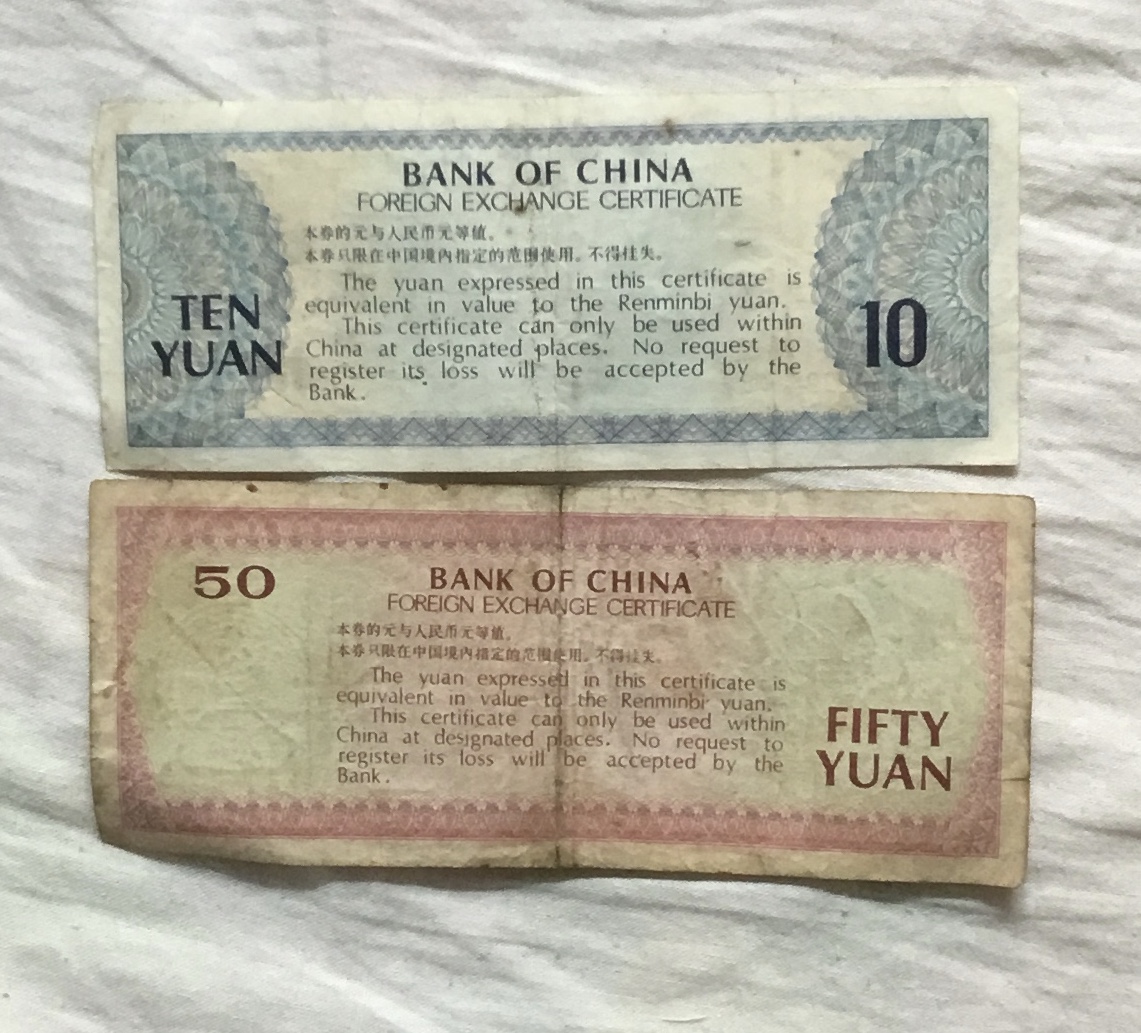 BANK OF CHINA
FOREIGN EXCHANGE CERTIFICATE
本券的元与人民币元等值。
本券只限在中国境内指定的范围使用。不得挂失。
The yuan expressed in this certificate is
equivalent in value to the Renminbi yuan.
This certificate can only be used within
China at designated places. No request to
register its loss will be accepted by the
Bank.
TEN
YUAN
10
50
BANK OF CHINA
FOREIGN EXCHANGE CERTIFICATE
本券的元与人民币元等值。
本券只限在中国境内指定的范围使用。不得挂失。
The yuan expressed in this certificate is
equivalent in value to the Renminbi yuan.
This certificate can only be used within
China at designated places. No request to
register its loss will be accepted by the
Bank.
FIFTY
YUAN